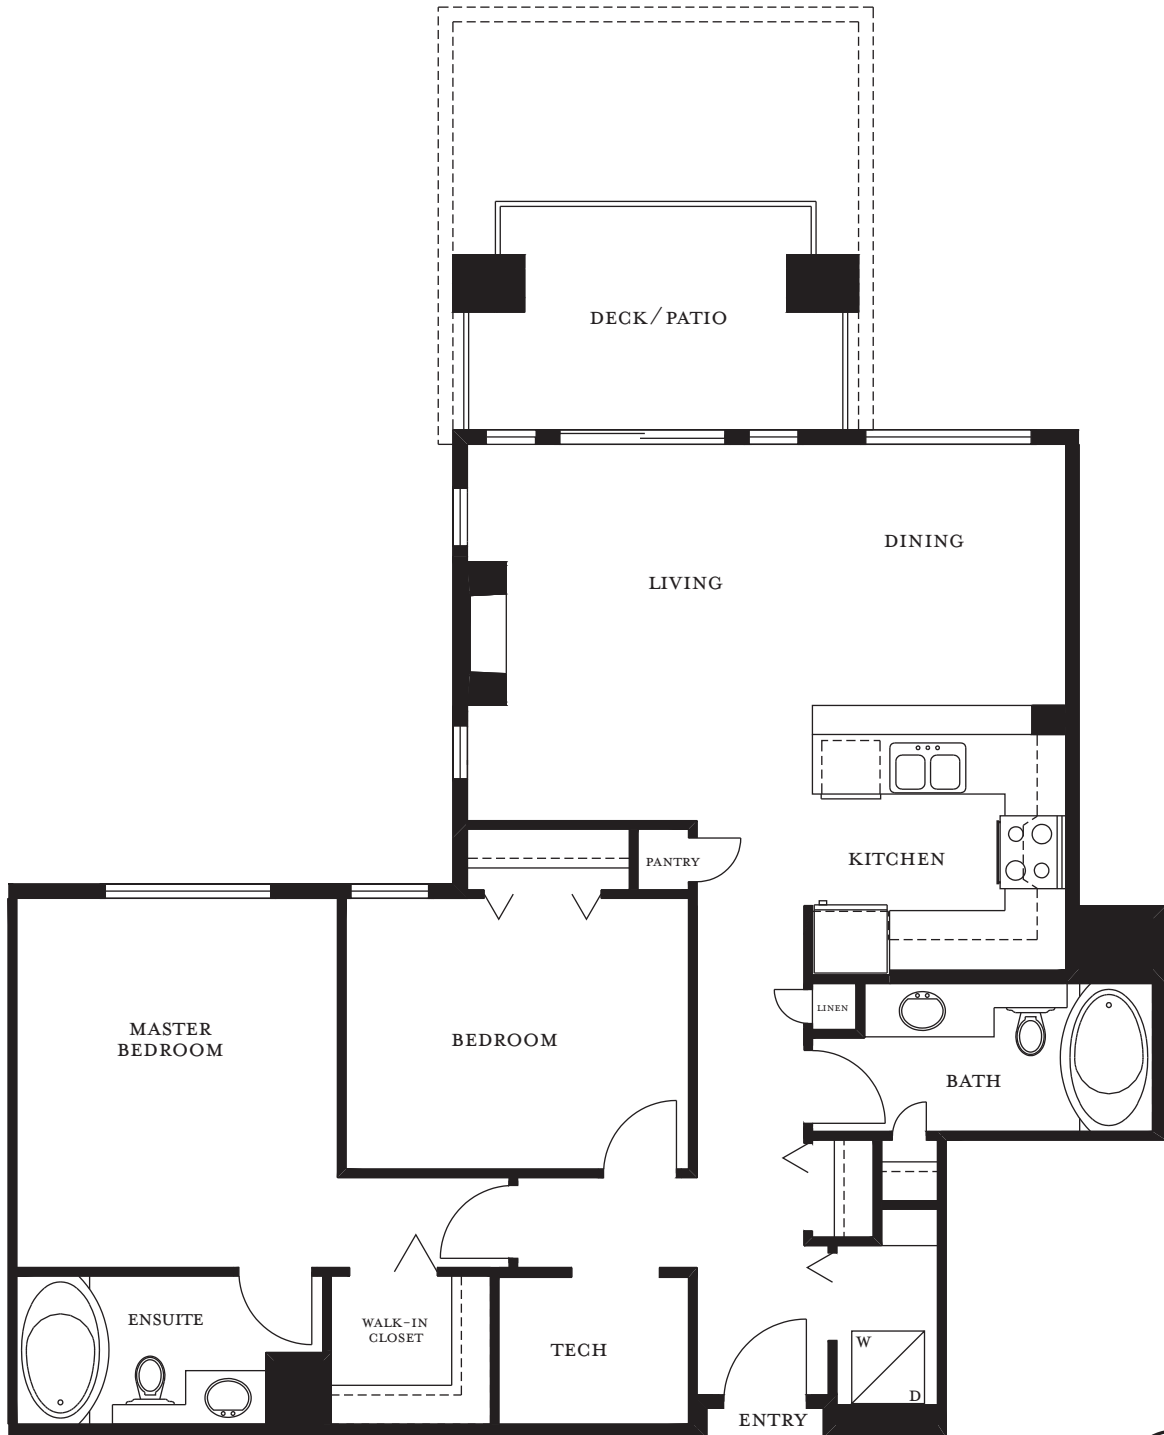 DECK/PATIO
DINING
LIVING
KITCHEN
PANTRY
LINEN
MASTER
BEDROOM
BEDROOM
BATH
ENSUITE
WALK-IN
CLOSET
TECH
W
D
ENTRY